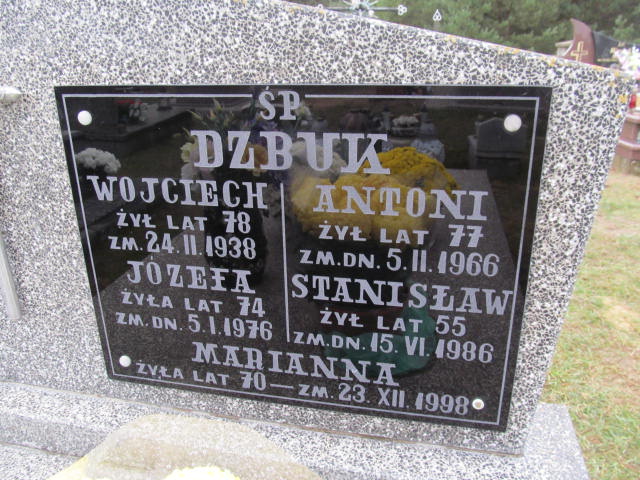 ŚP
DZBUK
WOJCIECH
ŻYŁ LAT 78
ZM. 24.II 1938
JÓZEFA
ŻYŁA LAT 74
ZM. DN. 5.I.1976
ANTONI
ŻYŁ LAT 77
ZM. DN. 5.II.1966
STANISŁAW
ŻYŁ LAT 55
ZM. DN. 15.VI.1986
MARIANNA
ŻYŁA LAT 70 — ZM. 23. XII. 1998